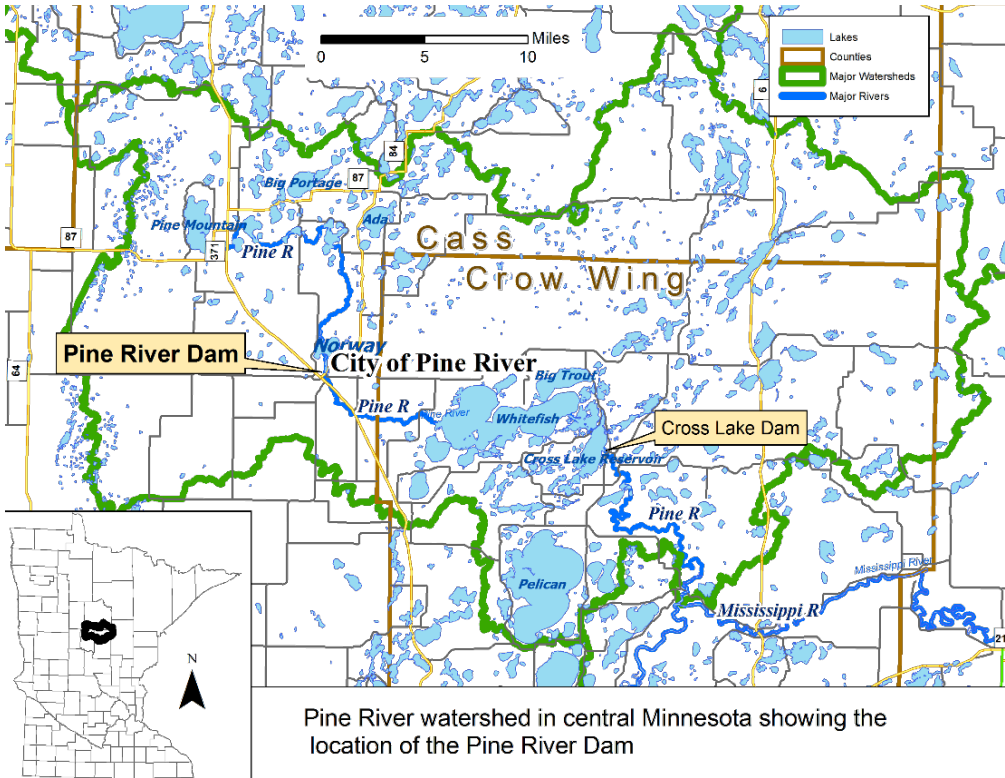 0 5 10 Miles
Lakes
Counties
Major Watersheds
Major Rivers
6
84
Big Portage 87
Pine Mountain
Ada
87
371
Pine R
Cass
Crow Wing
Pine River Dam
Norway
City of Pine River
64
Big Trout
Pine R
Pine River
Whitefish
Cross Lake Dam
Cross Lake Reservoir
Pine R
Mississippi River
Pelican
Mississippi R
21
N
Pine River watershed in central Minnesota showing the
location of the Pine River Dam